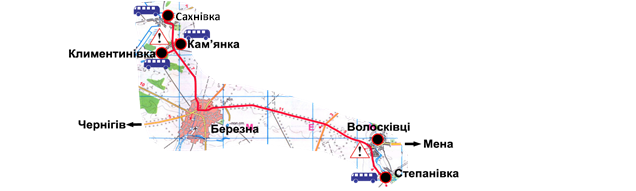 Сахнівка
Кам'янка
Климентинівка
Чернігів
Березна
Волосківці
Мена
Степанівка